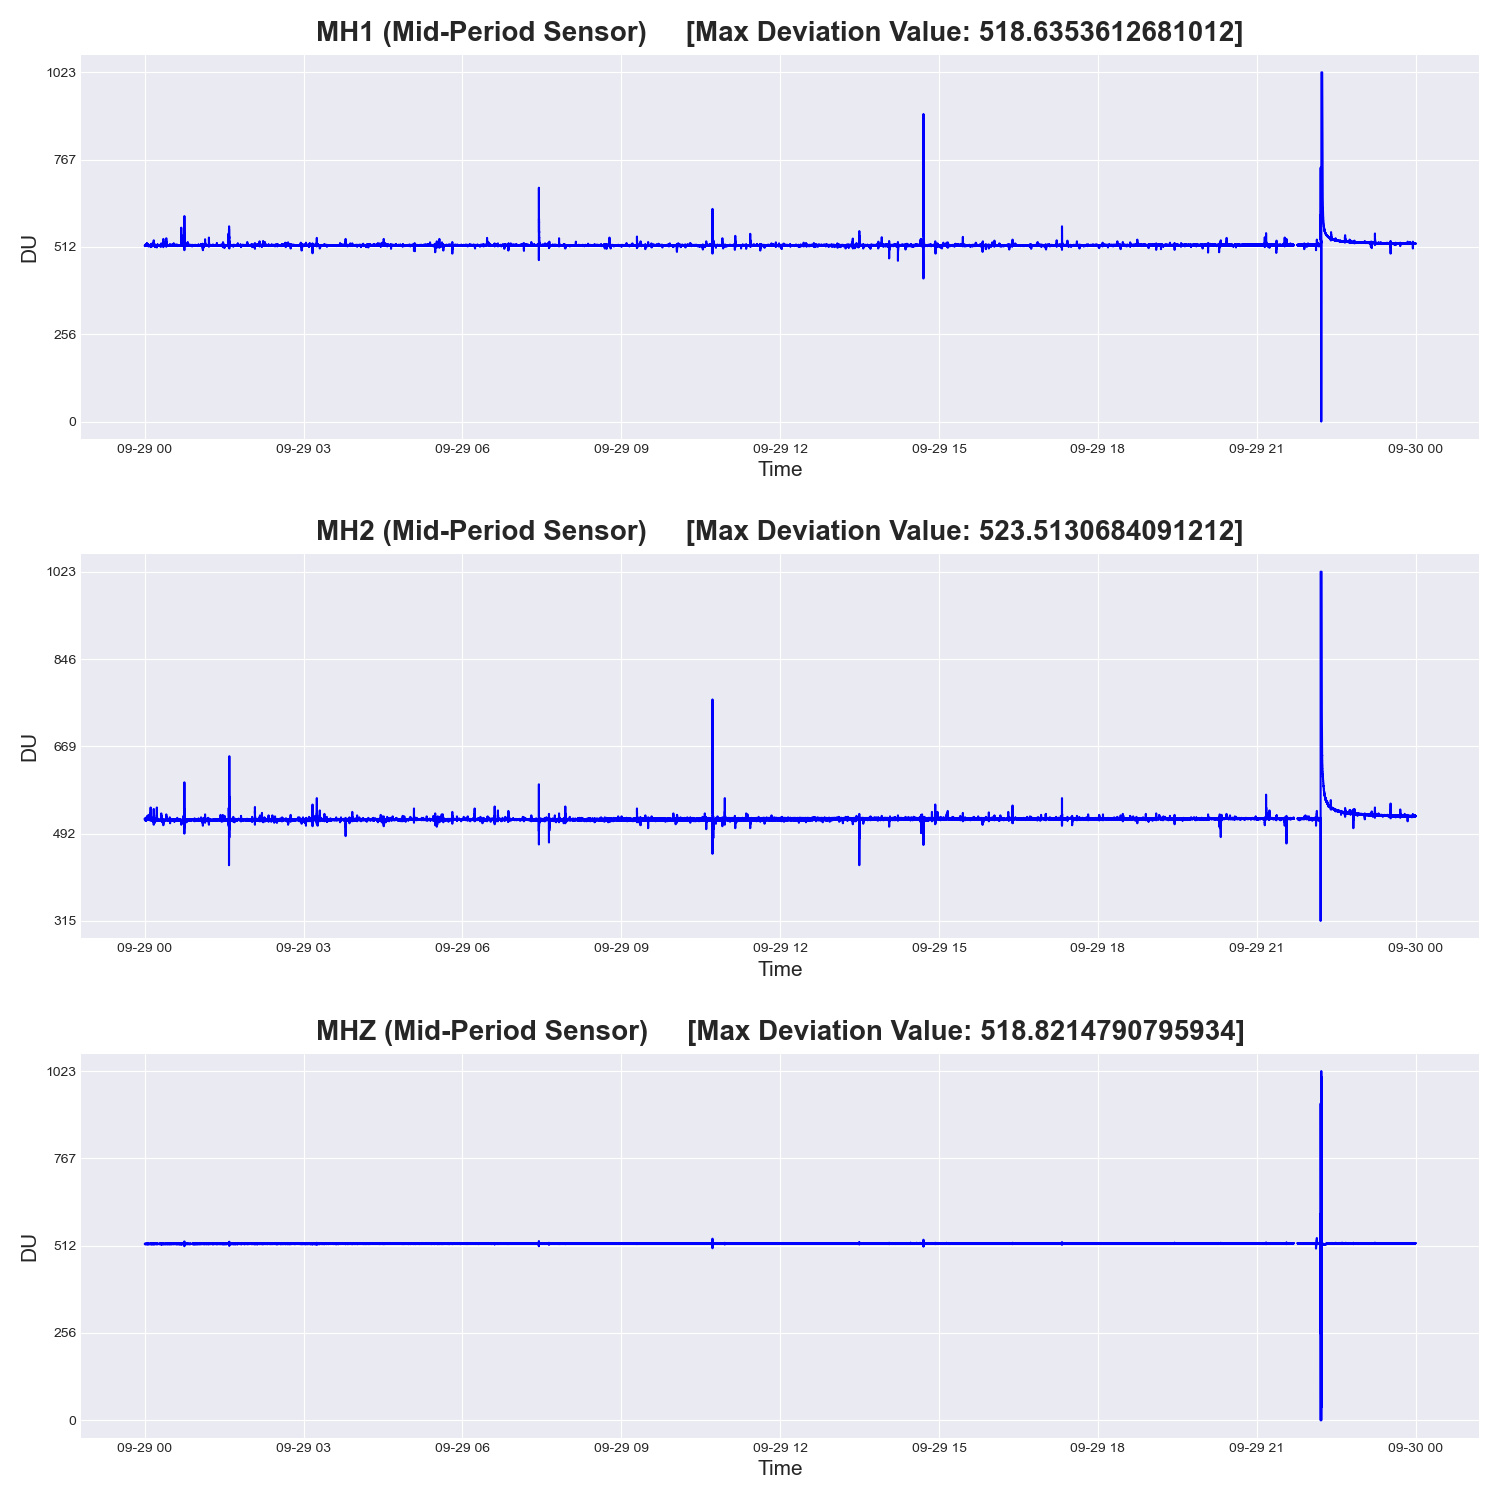 MH1 (Mid-Period Sensor) [Max Deviation Value: 518.6353612681012]
1023
767
512
256
0
DU
09-29 00 09-29 03 09-29 06 09-29 09 09-29 12 09-29 15 09-29 18 09-29 21 09-30 00
Time
MH2 (Mid-Period Sensor) [Max Deviation Value: 523.5130684091212]
1023
846
669
492
315
DU
09-29 00 09-29 03 09-29 06 09-29 09 09-29 12 09-29 15 09-29 18 09-29 21 09-30 00
Time
MHZ (Mid-Period Sensor) [Max Deviation Value: 518.8214790795934]
1023
767
512
256
0
DU
09-29 00 09-29 03 09-29 06 09-29 09 09-29 12 09-29 15 09-29 18 09-29 21 09-30 00
Time